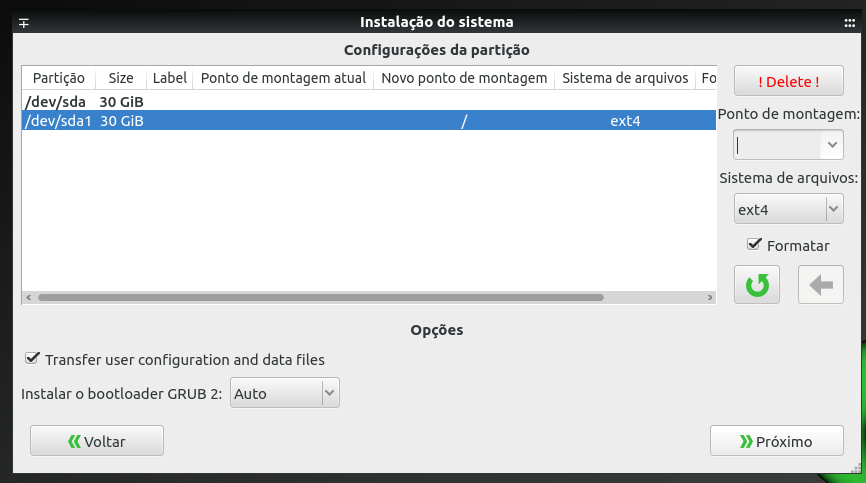 Instalação do sistema
Configurações da partição
Partição Size Label Ponto de montagem atual Novo ponto de montagem Sistema de arquivos Fo
/dev/sda 30 GiB
/dev/sda1 30 GiB / ext4
! Delete !
Ponto de montagem:
Sistema de arquivos:
ext4
Formatar
Opções
Transfer user configuration and data files
Instalar o bootloader GRUB 2: Auto
Voltar
Próximo